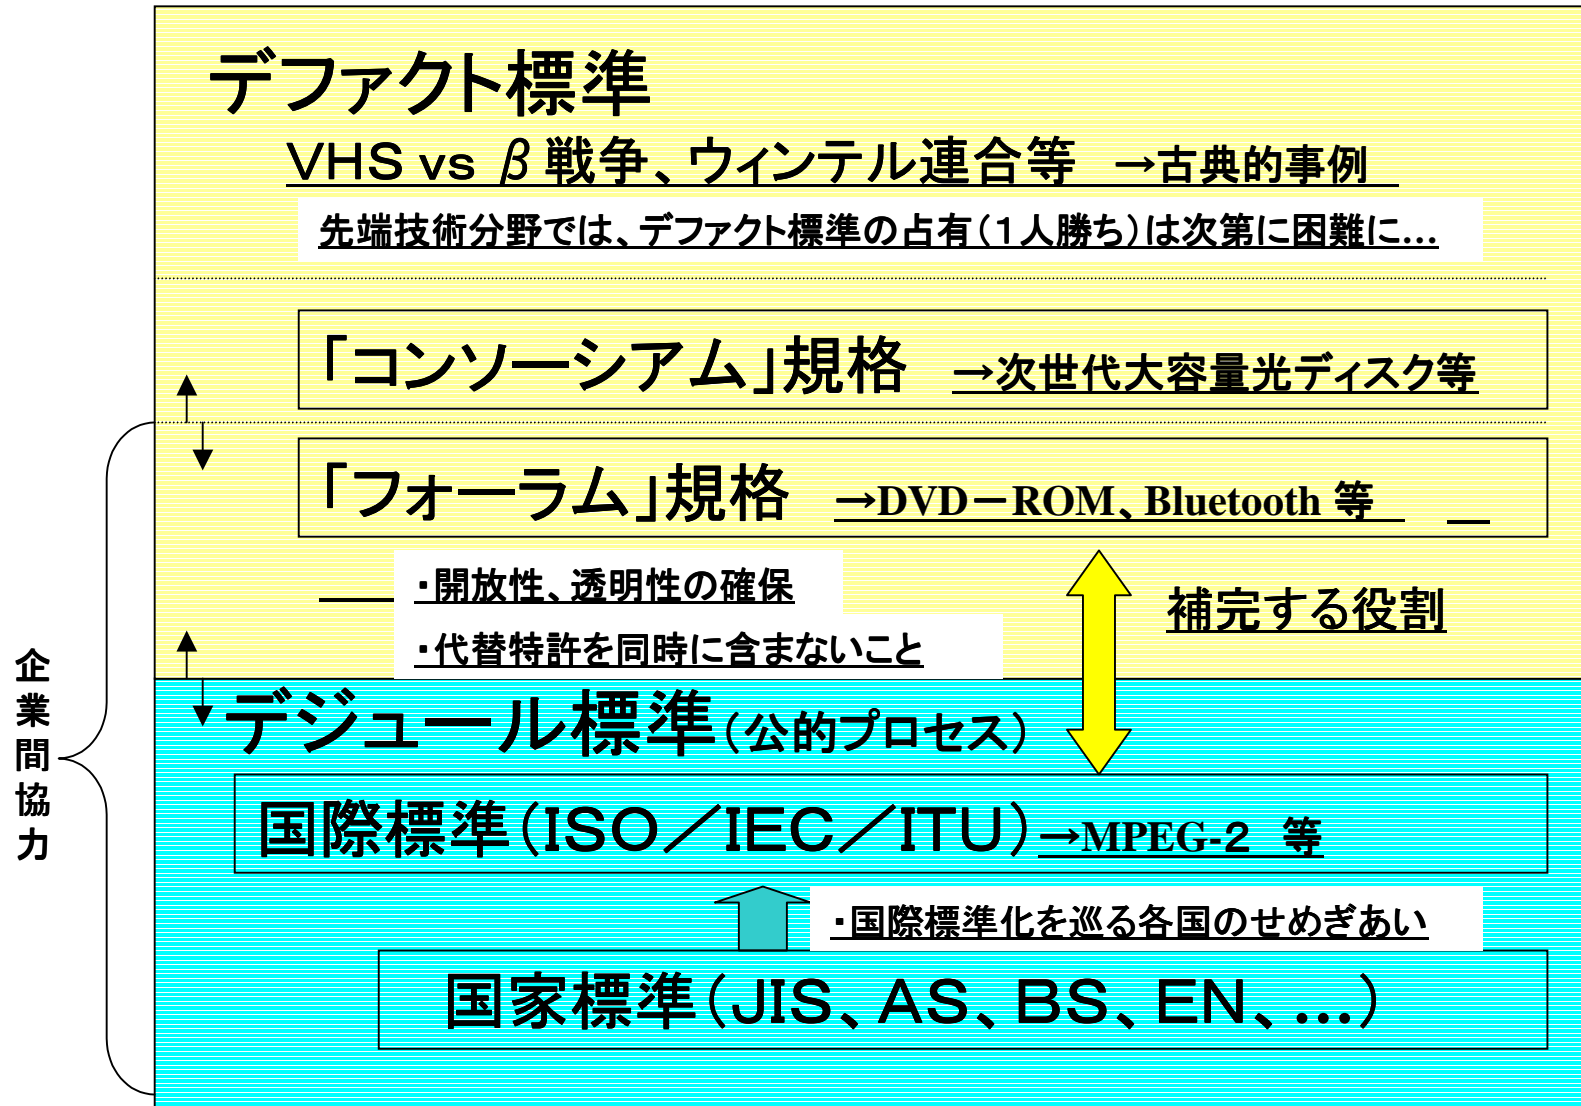 デファクト標準
VHS vs β戦争、ウィンテル連合等 →古典的事例
先端技術分野では、デファクト標準の占有(1人勝ち)は次第に困難に…
「コンソーシアム」規格 →次世代大容量光ディスク等
「フォーラム」規格 →DVD－ROM、Bluetooth 等
・開放性、透明性の確保
・代替特許を同時に含まないこと
補完する役割
企業間協力
デジュール標準(公的プロセス)
国際標準(ISO／IEC／ITU)→MPEG-2 等
・国際標準化を巡る各国のせめぎあい
国家標準(JIS、AS、BS、EN、…)